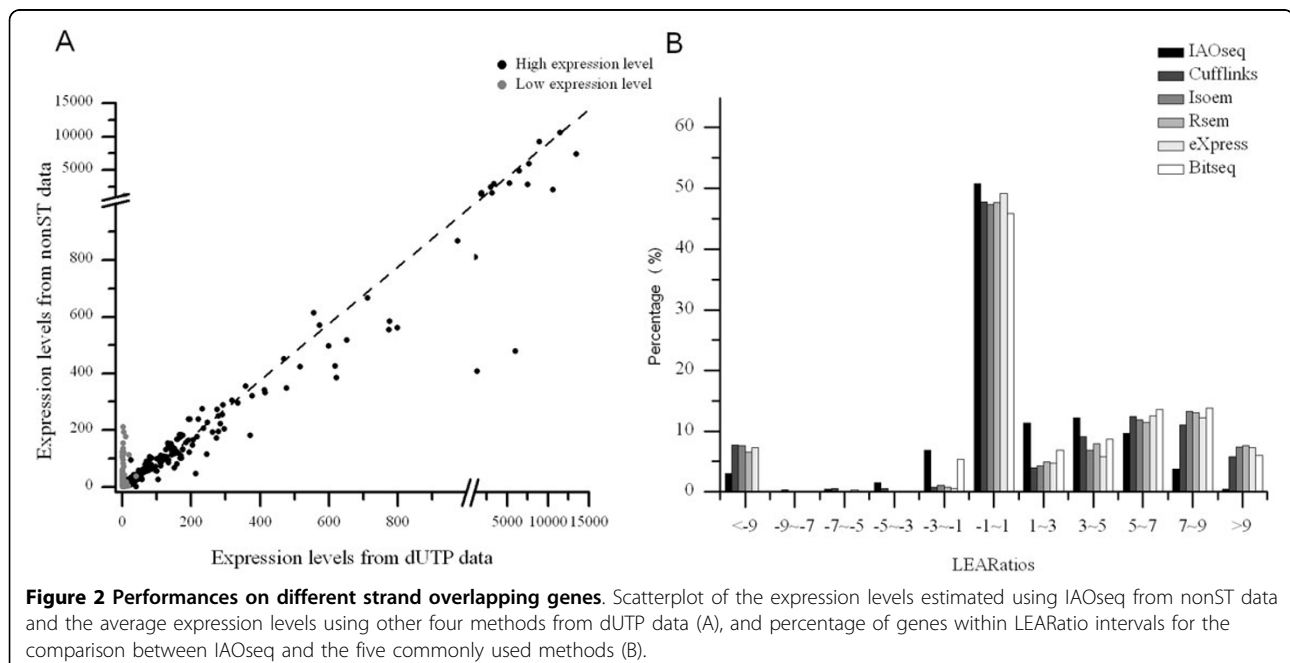 A
High expression level
Low expression level
15000
10000
5000
800
600
400
200
0
Expression levels from nonST data
0 200 400 600 800 5000 10000 15000
Expression levels from dUTP data
B
IAOseq
Cufflinks
Isoem
Rsem
eXpress
Bitseq
60
50
40
30
20
10
0
Percentage (%)
<-9 -9~-7 -7~-5 -5~-3 -3~-1 -1~1 1~3 3~5 5~7 7~9 >9
LEARatios
Figure 2 Performances on different strand overlapping genes. Scatterplot of the expression levels estimated using IAOseq from nonST data
and the average expression levels using other four methods from dUTP data (A), and percentage of genes within LEARatio intervals for the
comparison between IAOseq and the five commonly used methods (B).